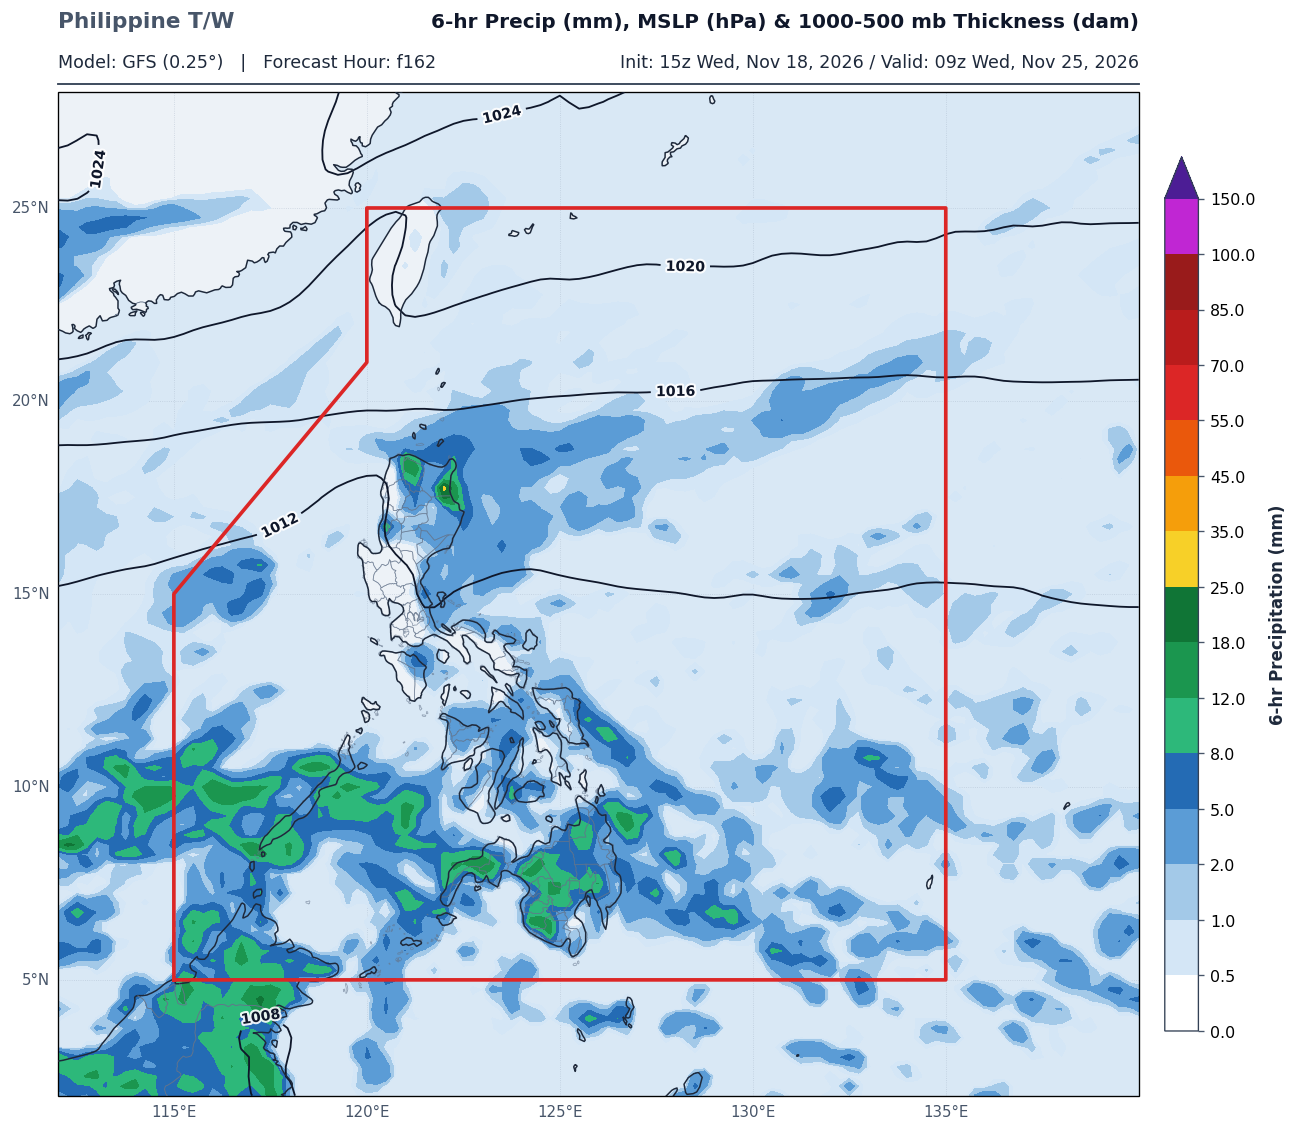 Philippine T/W
6-hr Precip (mm), MSLP (hPa) & 1000-500 mb Thickness (dam)
Model: GFS (0.25°) | Forecast Hour: f162
Init: 15z Wed, Nov 18, 2026 / Valid: 09z Wed, Nov 25, 2026
1024
1024
1020
1016
1012
1008
25°N
20°N
15°N
10°N
5°N
115°E
120°E
125°E
130°E
135°E
150.0
100.0
85.0
70.0
55.0
45.0
35.0
25.0
18.0
12.0
8.0
5.0
2.0
1.0
0.5
0.0
6-hr Precipitation (mm)